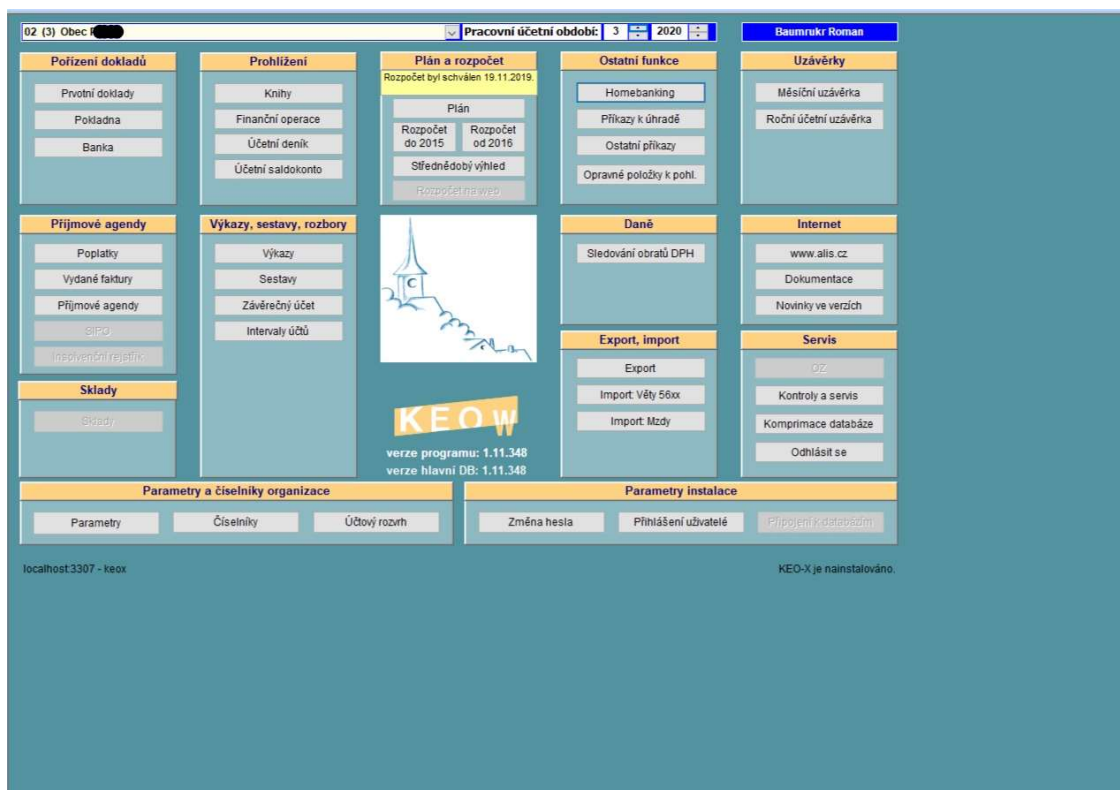 02 (3) Obec
Pracovní účetní období: 3 2020
Baumrukr Roman
Pořízení dokladů
Prvotní doklady
Pokladna
Banka
Prohlížení
Knihy
Finanční operace
Účetní deník
Účetní saldokonto
Plán a rozpočet
Rozpočet byl schválen 19.11.2019.
Plán
Rozpočet do 2015
Rozpočet od 2016
Střednědobý výhled
Rozpočet na web
Ostatní funkce
Homebanking
Příkazy k úhradě
Ostatní příkazy
Opravné položky k pohl.
Uzávěrky
Měsíční uzávěrka
Roční účetní uzávěrka
Příjmové agendy
Poplatky
Vydané faktury
Příjmové agendy
SIPO
Insolvenční rejstřík
Výkazy, sestavy, rozbory
Výkazy
Sestavy
Závěrečný účet
Intervaly účtů
C
Daně
Sledování obratů DPH
Internet
www.alis.cz
Dokumentace
Novinky ve verzích
Sklady
Sklady
KEO W
verze programu: 1.11.348
verze hlavní DB: 1.11.348
Export, import
Export
Import: Věty 56xx
Import: Mzdy
Servis
OZ
Kontroly a servis
Komprimace databáze
Odhlásit se
Parametry a číselníky organizace
Parametry
Číselníky
Účtový rozvrh
Parametry instalace
Změna hesla
Přihlášení uživatelé
Připojení k databázím
localhost:3307 - keox
KEO-X je nainstalováno.